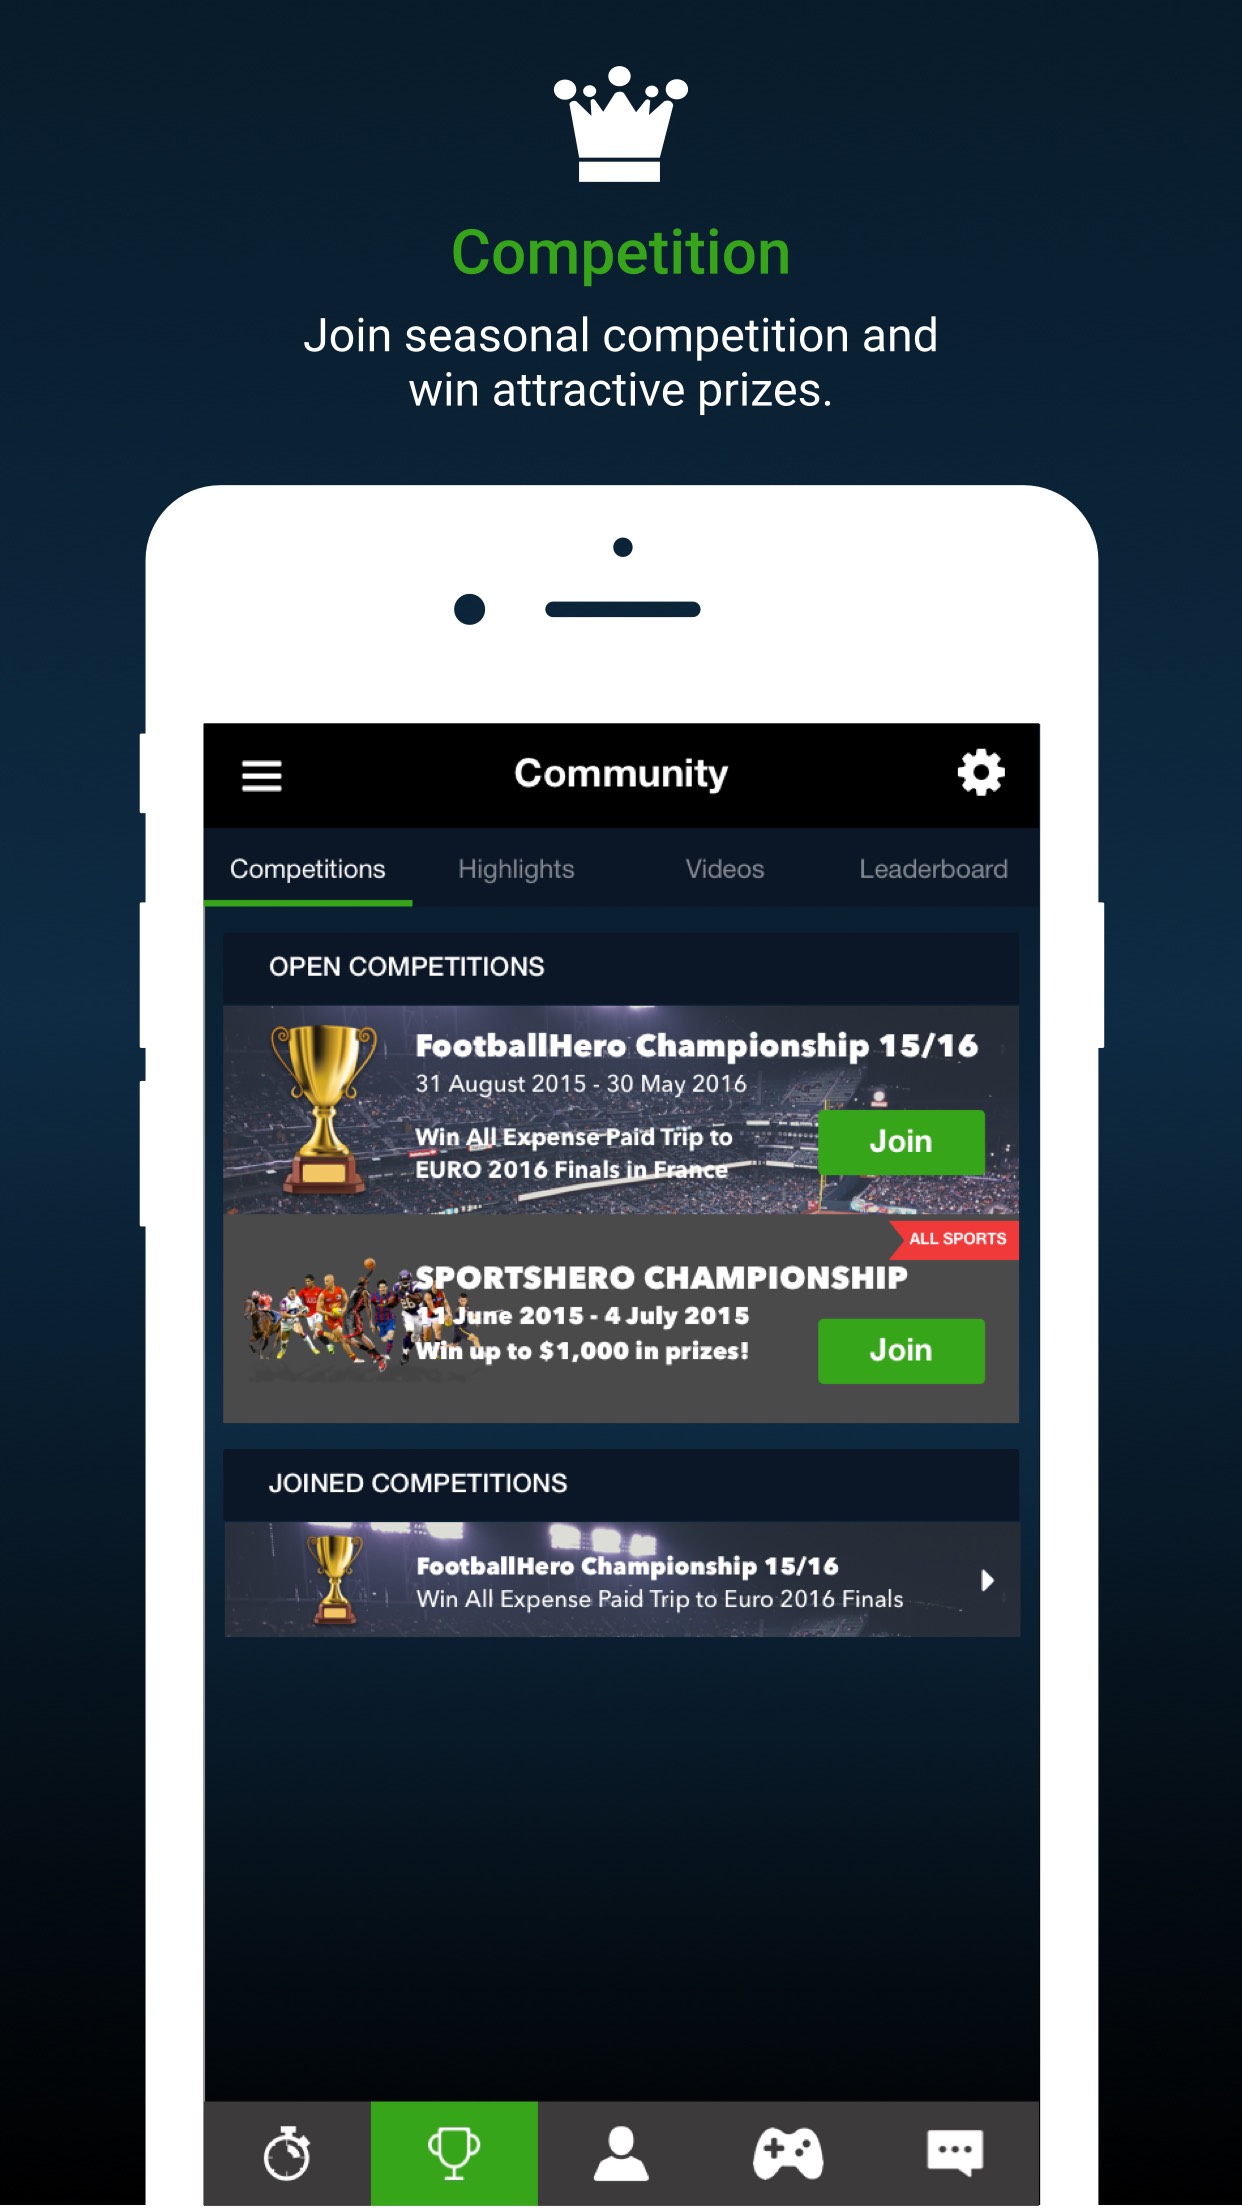 Competition
Join seasonal competition and
win attractive prizes.
Community
Competitions Highlights Videos Leaderboard
OPEN COMPETITIONS
FootballHero Championship 15/16
31 August 2015 - 30 May 2016
Win All Expense Paid Trip to
EURO 2016 Finals in France
Join
ALL SPORTS
SPORTSHERO CHAMPIONSHIP
11 June 2015 - 4 July 2015
Win up to $1,000 in prizes!
Join
JOINED COMPETITIONS
FootballHero Championship 15/16
Win All Expense Paid Trip to Euro 2016 Finals